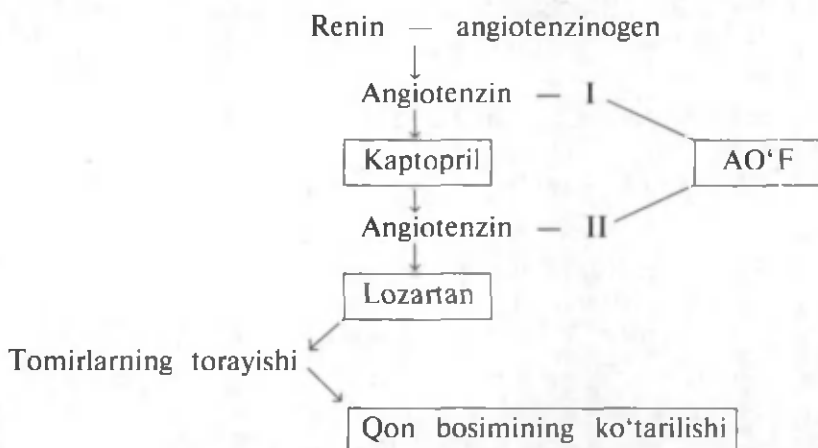 Renin — angiotenzinogen
Angiotenzin — I
Kaptopril
AO‘F
Angiotenzin — II
Lozartan
Tomirlarning torayishi
Qon bosimining ko‘tarilishi